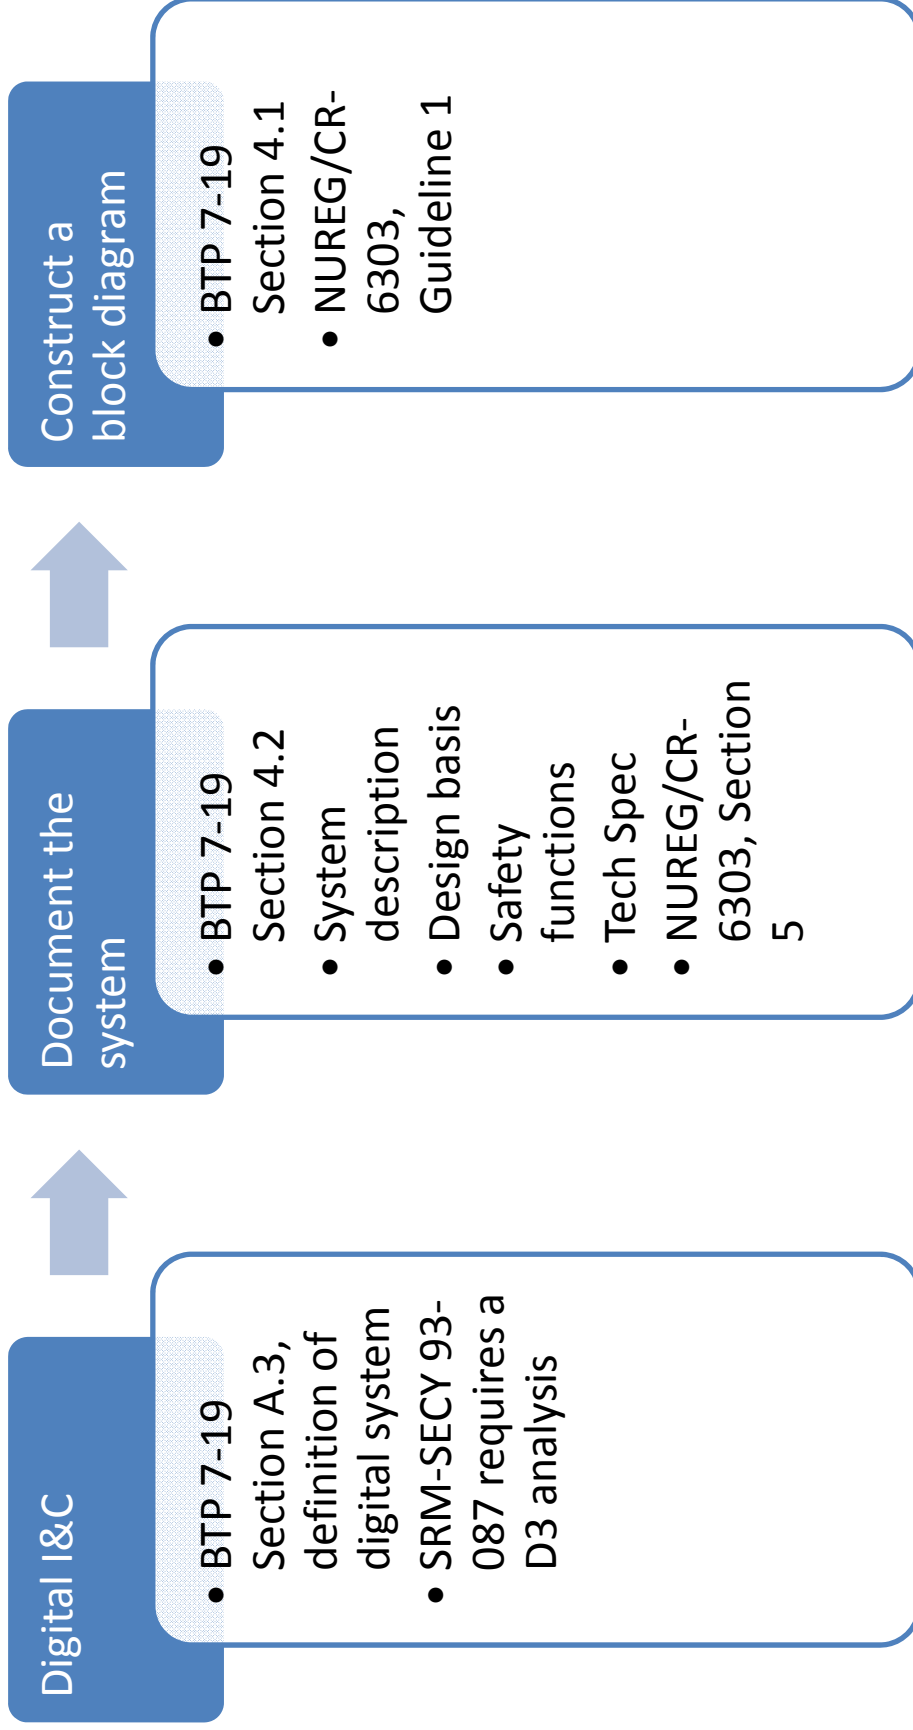 Digital I&C
• BTP 7-19
Section A.3,
definition of
digital system
• SRM-SECY 93-
087 requires a
D3 analysis
Document the
system
• BTP 7-19
Section 4.2
• System
description
• Design basis
• Safety
functions
• Tech Spec
• NUREG/CR-
6303, Section
5
Construct a
block diagram
• BTP 7-19
Section 4.1
• NUREG/CR-
6303,
Guideline 1